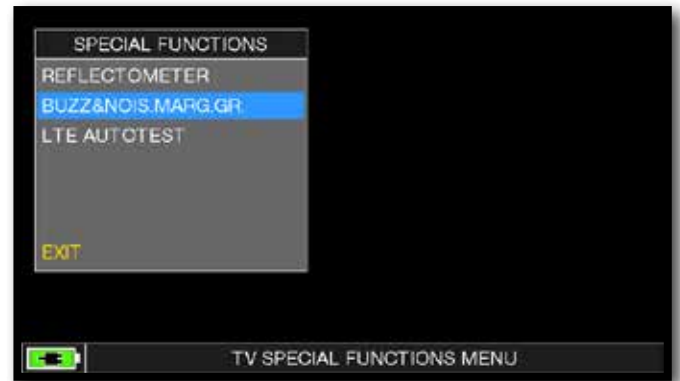 SPECIAL FUNCTIONS
REFLECTOMETER
BUZZ&NOIS.MARG.GR.
LTE AUTOTEST
EXIT
TV SPECIAL FUNCTIONS MENU